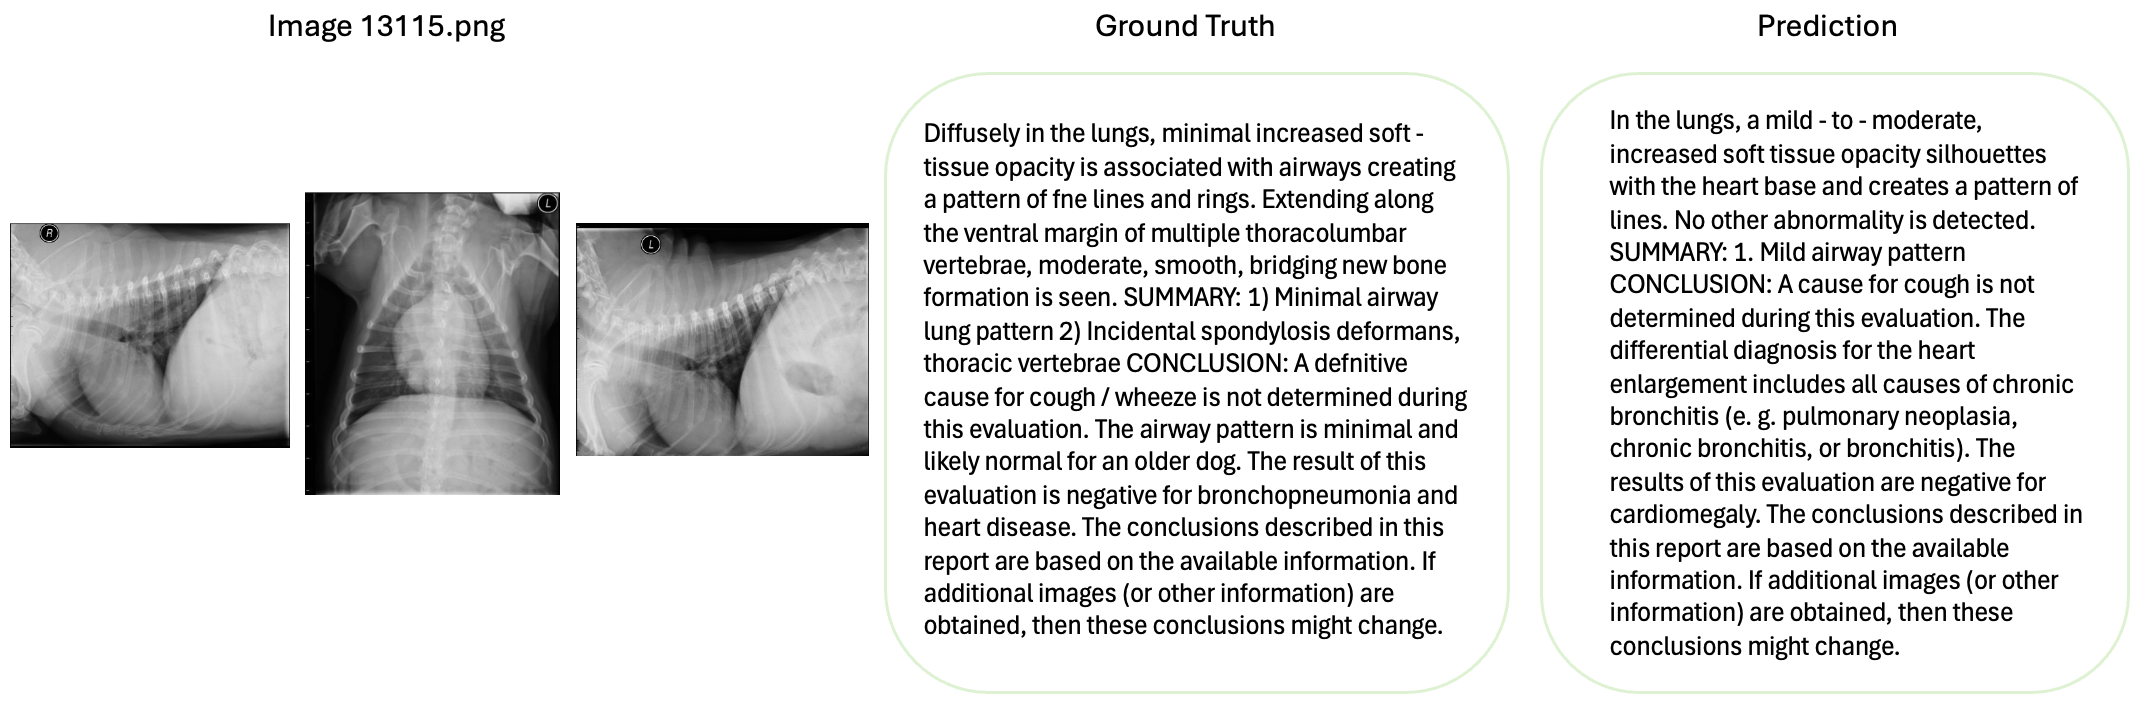 Image 13115.png
Ground Truth
Prediction
R
L
L
Diffusely in the lungs, minimal increased soft -
tissue opacity is associated with airways creating
a pattern of fne lines and rings. Extending along
the ventral margin of multiple thoracolumbar
vertebrae, moderate, smooth, bridging new bone
formation is seen. SUMMARY: 1) Minimal airway
lung pattern 2) Incidental spondylosis deformans,
thoracic vertebrae CONCLUSION: A defnitive
cause for cough / wheeze is not determined during
this evaluation. The airway pattern is minimal and
likely normal for an older dog. The result of this
evaluation is negative for bronchopneumonia and
heart disease. The conclusions described in this
report are based on the available information. If
additional images (or other information) are
obtained, then these conclusions might change.
In the lungs, a mild - to - moderate,
increased soft tissue opacity silhouettes
with the heart base and creates a pattern of
lines. No other abnormality is detected.
SUMMARY: 1. Mild airway pattern
CONCLUSION: A cause for cough is not
determined during this evaluation. The
differential diagnosis for the heart
enlargement includes all causes of chronic
bronchitis (e. g. pulmonary neoplasia,
chronic bronchitis, or bronchitis). The
results of this evaluation are negative for
cardiomegaly. The conclusions described in
this report are based on the available
information. If additional images (or other
information) are obtained, then these
conclusions might change.